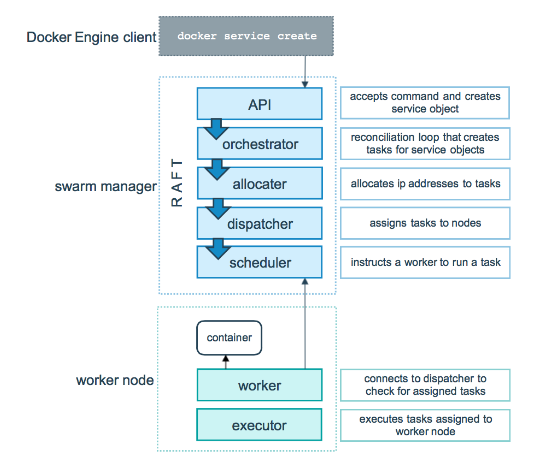 Docker Engine client
docker service create
swarm manager
RAFT
API
accepts command and creates
service object
orchestrator
reconciliation loop that creates
tasks for service objects
allocater
allocates ip addresses to tasks
dispatcher
assigns tasks to nodes
scheduler
instructs a worker to run a task
worker node
container
worker
connects to dispatcher to
check for assigned tasks
executor
executes tasks assigned to
worker node